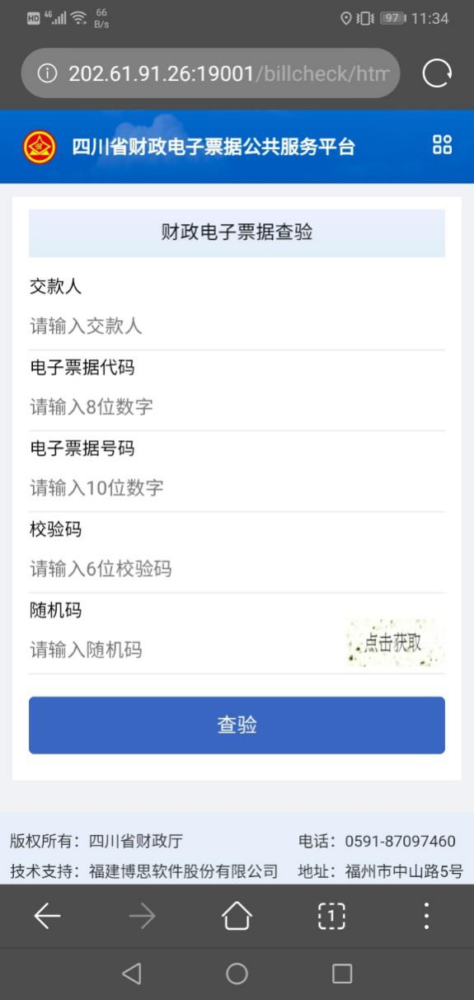 HD 4G 66 B/s 97 11:34
202.61.91.26:19001/billcheck/htm
四川省财政电子票据公共服务平台
财政电子票据查验
交款人
请输入交款人
电子票据代码
请输入8位数字
电子票据号码
请输入10位数字
校验码
请输入6位校验码
随机码
请输入随机码 点击获取
查验
版权所有：四川省财政厅 电话：0591-87097460
技术支持：福建博思软件股份有限公司 地址：福州市中山路5号
1